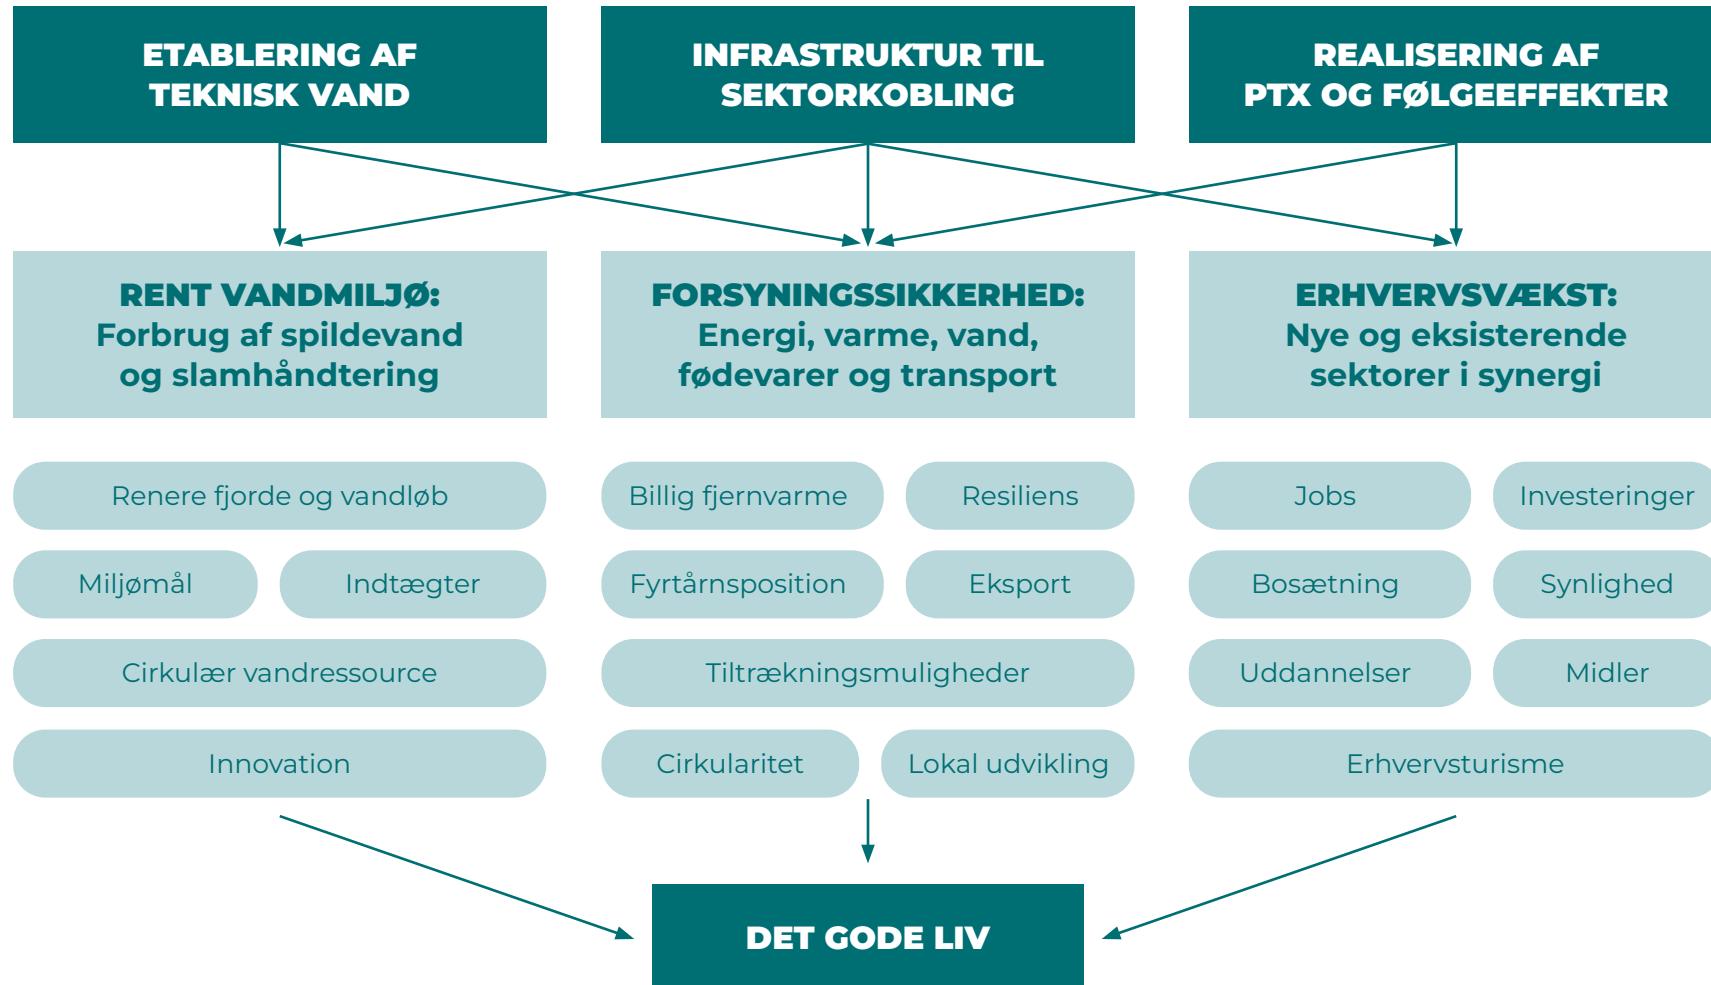 ETABLERING AF
TEKNISK VAND
INFRASTRUKTUR TIL
SEKTORKOBLING
REALISERING AF
PTX OG FØLGEEFFEKTER
RENT VANDMILJØ:
Forbrug af spildevand
og slamhåndtering
FORSYNINGSSIKKERHED:
Energi, varme, vand,
fødevarer og transport
ERHVERVSVÆKST:
Nye og eksisterende
sektorer i synergi
Renere fjorde og vandløb
Miljømål
Indtægter
Cirkulær vandressource
Innovation
Billig fjernvarme
Resiliens
Fyrtårnsposition
Eksport
Tiltrækningsmuligheder
Cirkularitet
Lokal udvikling
Jobs
Investeringer
Bosætning
Synlighed
Uddannelser
Midler
Erhvervsturisme
DET GODE LIV